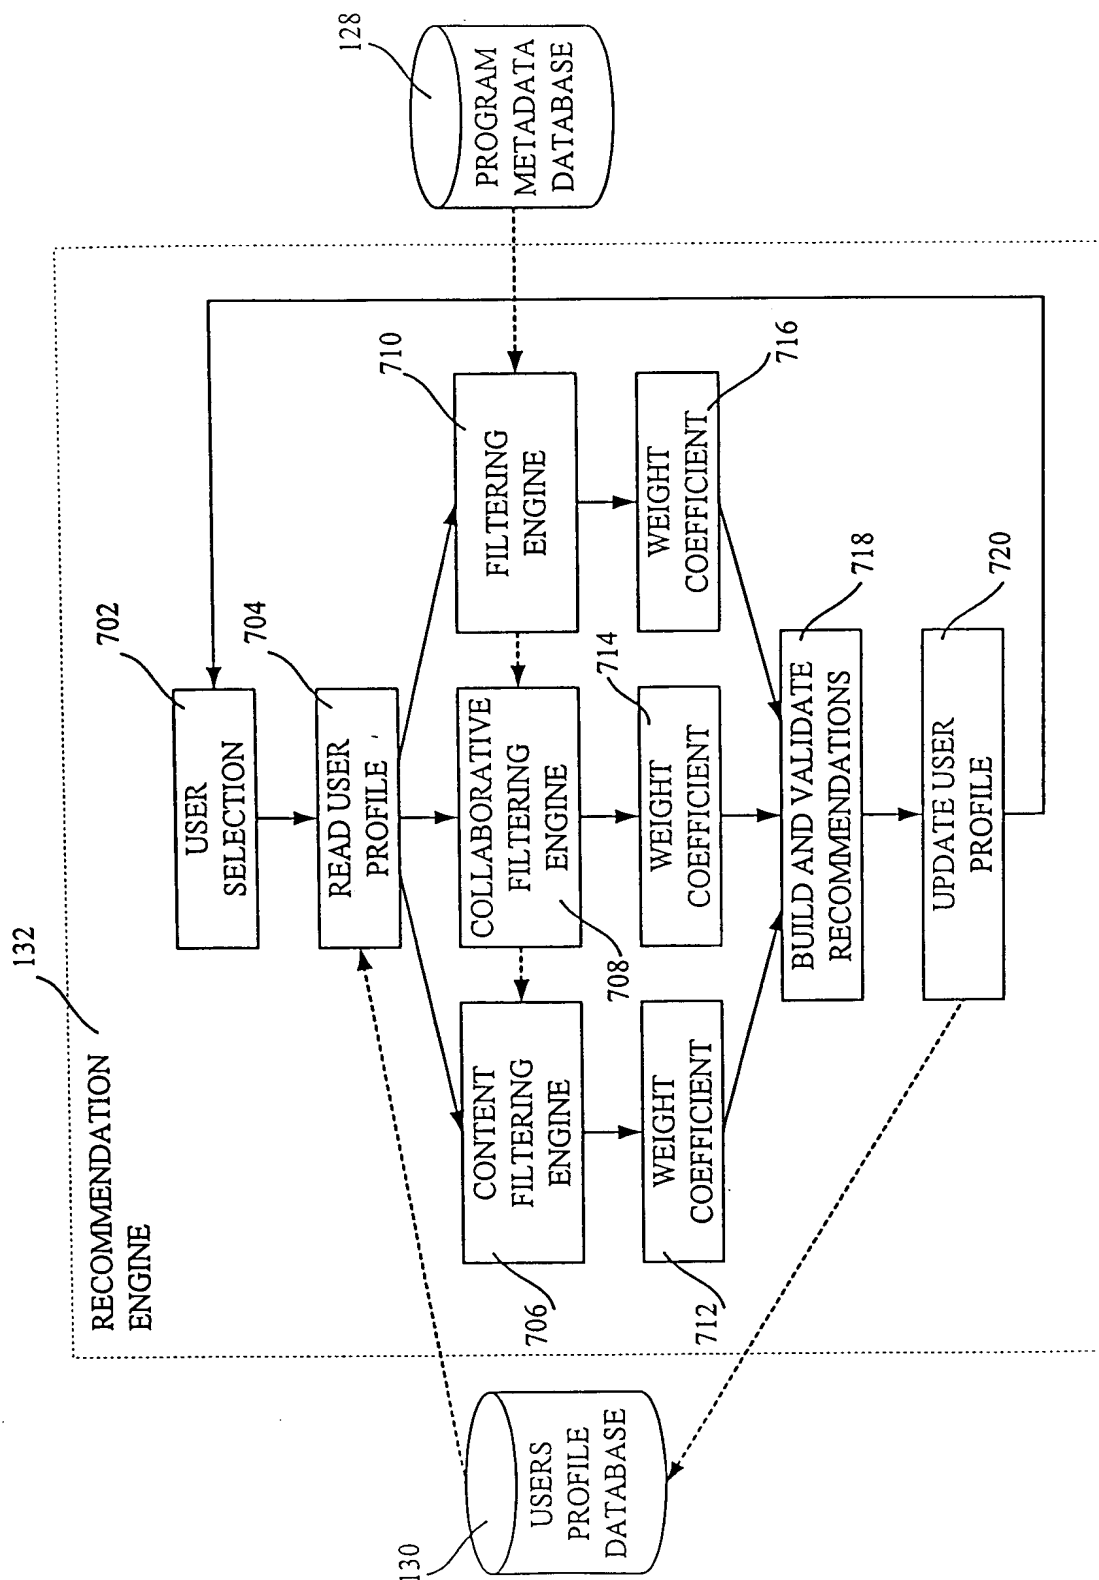 RECOMMENDATION
ENGINE
132
702
USER
SELECTION
704
READ USER
PROFILE
130
USERS
PROFILE
DATABASE
706
CONTENT
FILTERING
ENGINE
708
COLLABORATIVE
FILTERING
ENGINE
710
FILTERING
ENGINE
128
PROGRAM
METADATA
DATABASE
712
WEIGHT
COEFFICIENT
714
WEIGHT
COEFFICIENT
716
WEIGHT
COEFFICIENT
718
BUILD AND VALIDATE
RECOMMENDATIONS
720
UPDATE USER
PROFILE